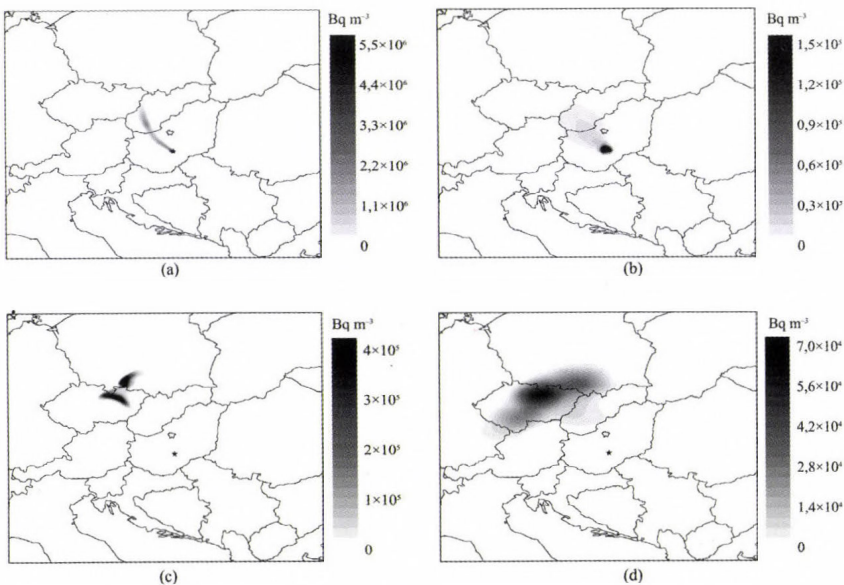 Bq m⁻³
5,5×10⁶
4,4×10⁶
3,3×10⁶
2,2×10⁶
1,1×10⁶
0
(a)
Bq m⁻³
1,5×10⁵
1,2×10⁵
0,9×10⁵
0,6×10⁵
0,3×10⁵
0
(b)
Bq m⁻³
4×10⁵
3×10⁵
2×10⁵
1×10⁵
0
(c)
Bq m⁻³
7,0×10⁴
5,6×10⁴
4,2×10⁴
2,8×10⁴
1,4×10⁴
0
(d)